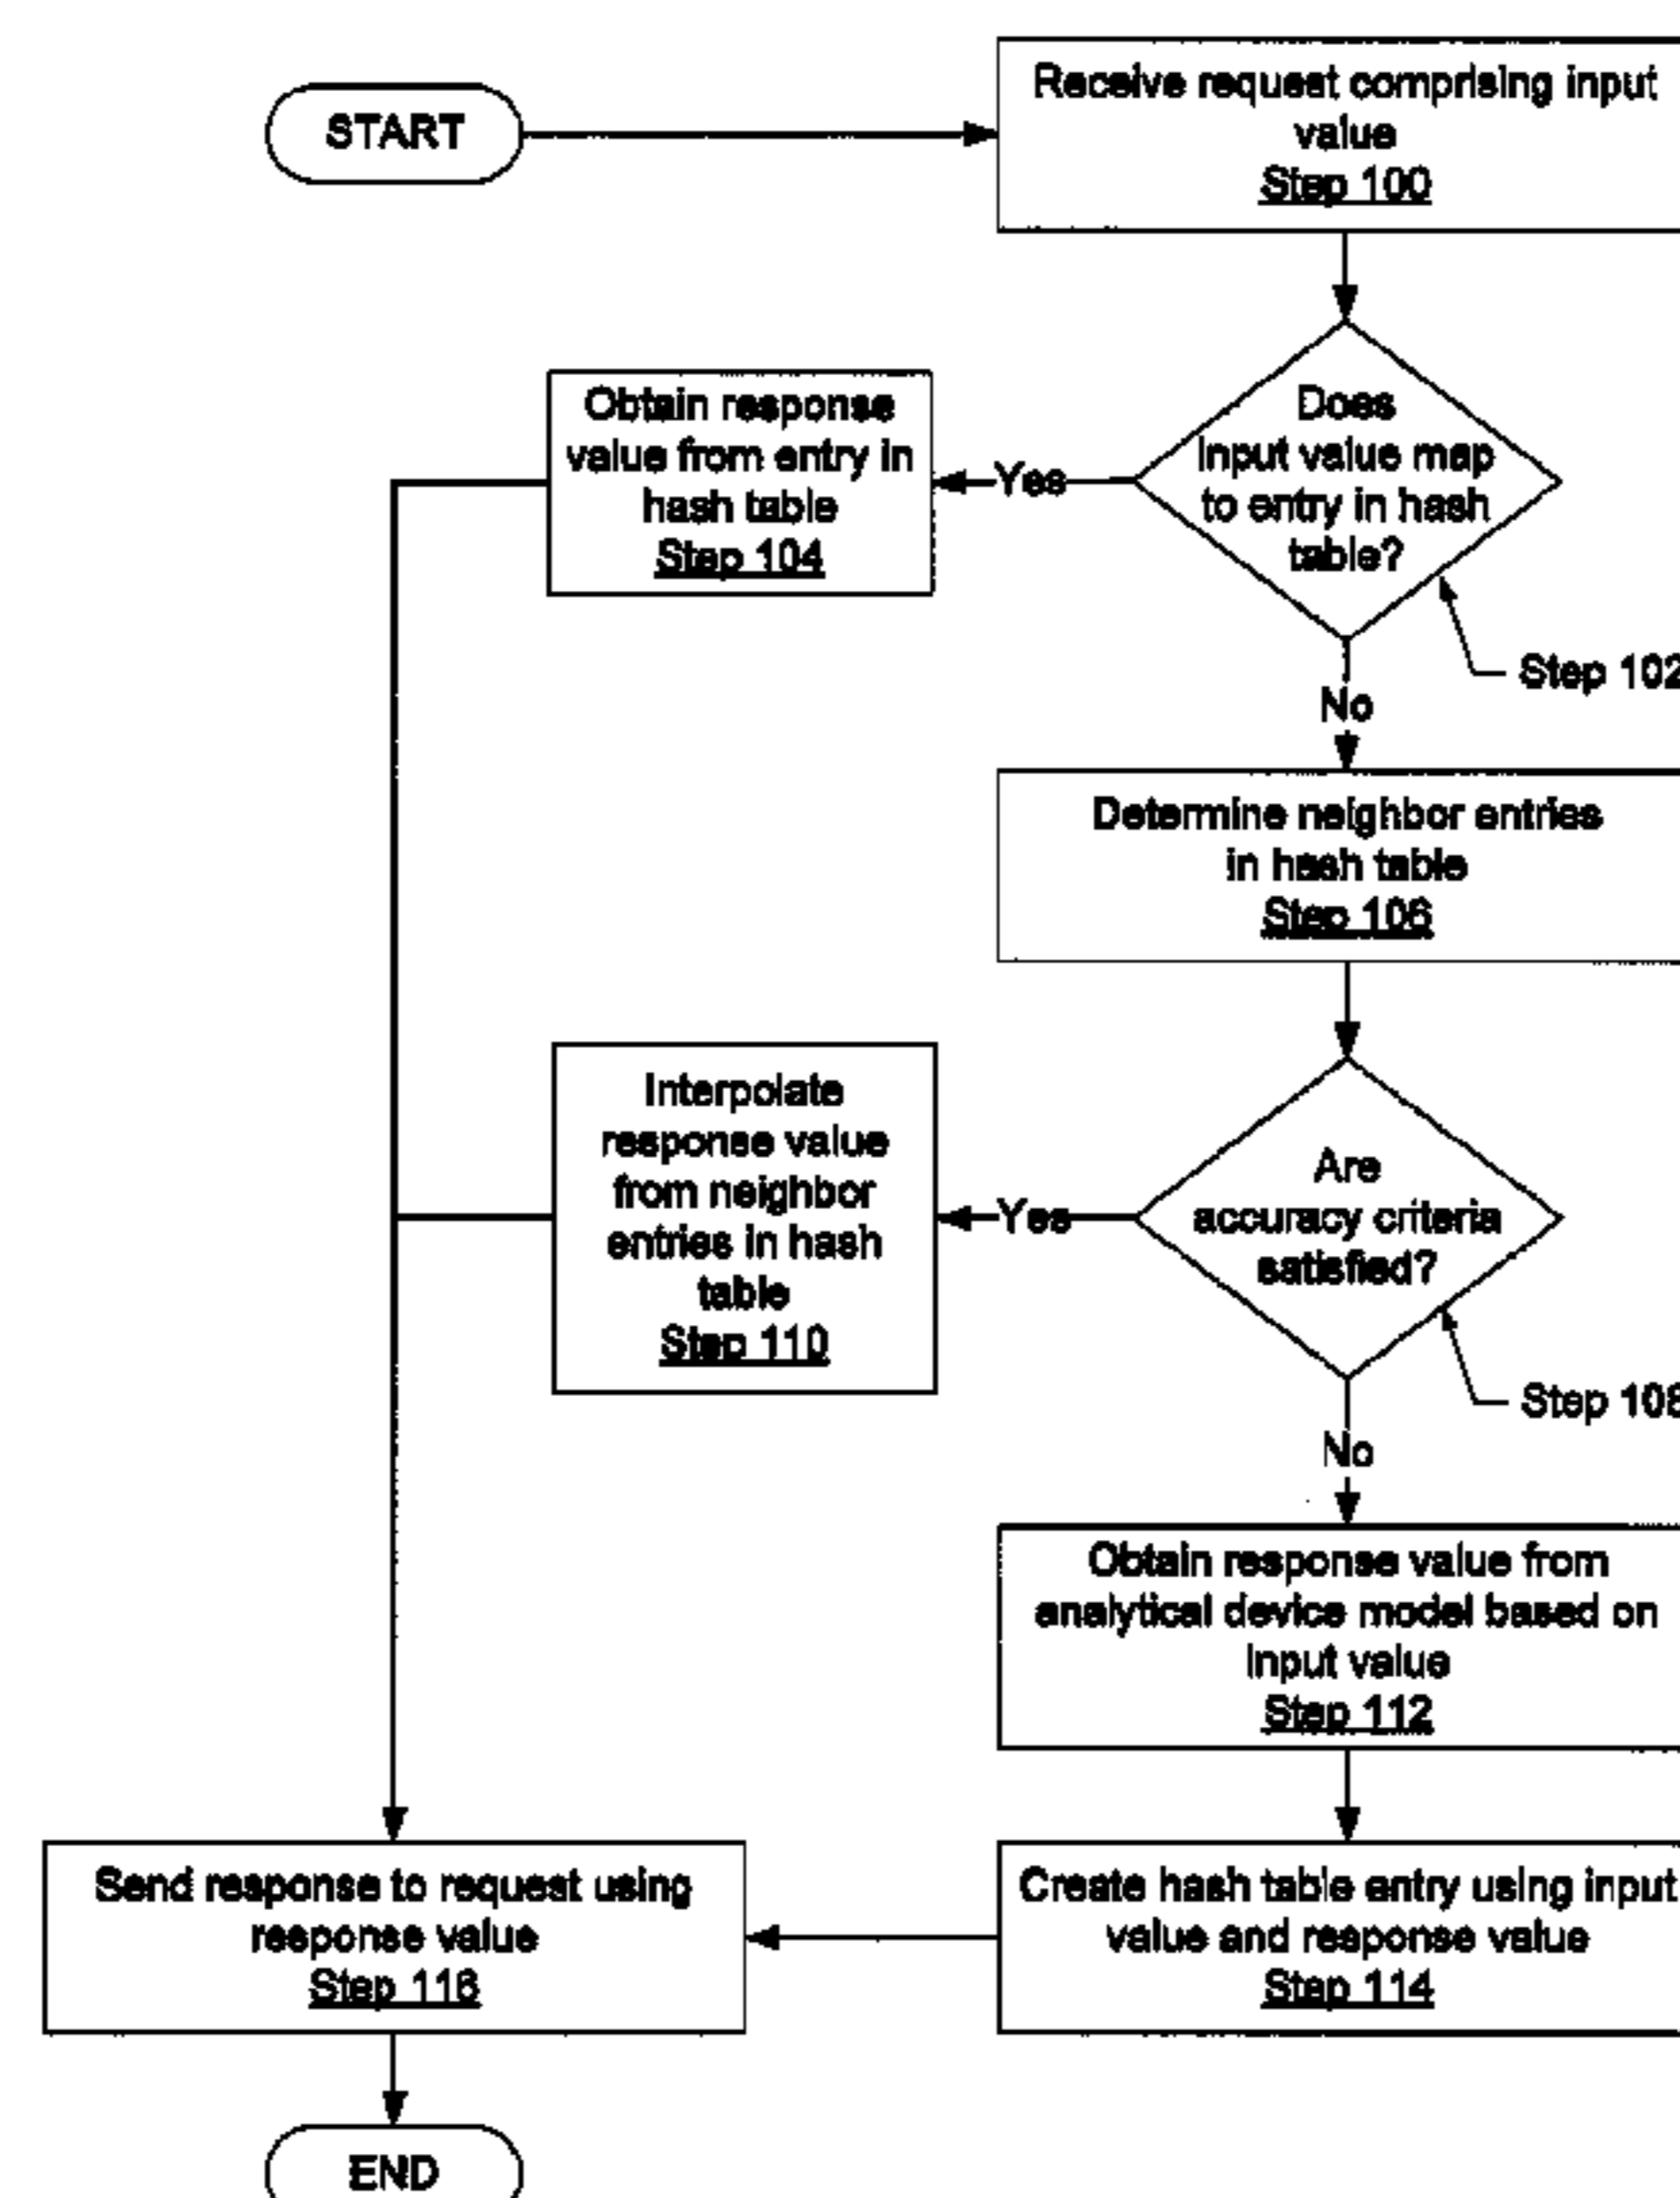 START
Receive request comprising input
value
Step 100
Does
input value map
to entry in hash
table?
Yes
Obtain response
value from entry in
hash table
Step 104
Step 102
No
Determine neighbor entries
in hash table
Step 106
Are
accuracy criteria
satisfied?
Yes
Interpolate
response value
from neighbor
entries in hash
table
Step 110
Step 108
No
Obtain response value from
analytical device model based on
input value
Step 112
Create hash table entry using input
value and response value
Step 114
Send response to request using
response value
Step 116
END